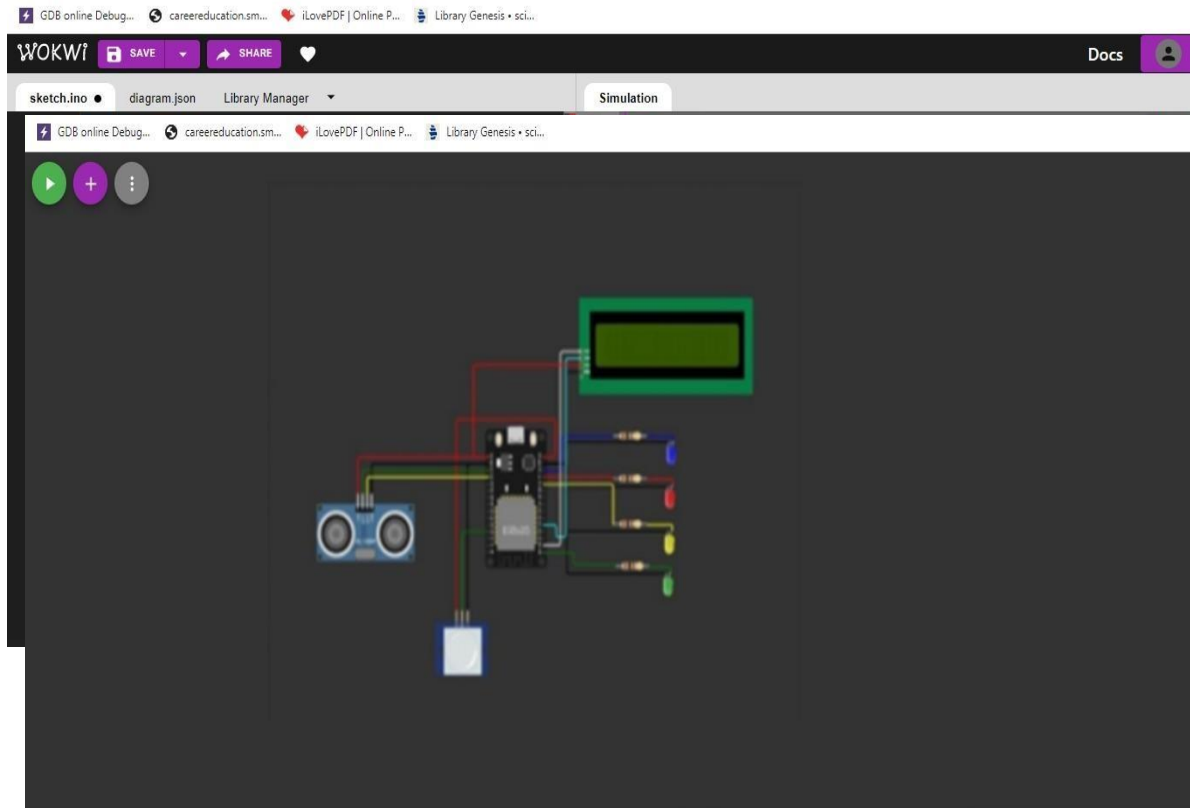 GDB online Debug... careereducation.sm... iLovePDF | Online P... Library Genesis • sci...
WOKWi SAVE SHARE Docs
sketch.ino ● diagram.json Library Manager Simulation
GDB online Debug... careereducation.sm... iLovePDF | Online P... Library Genesis • sci...